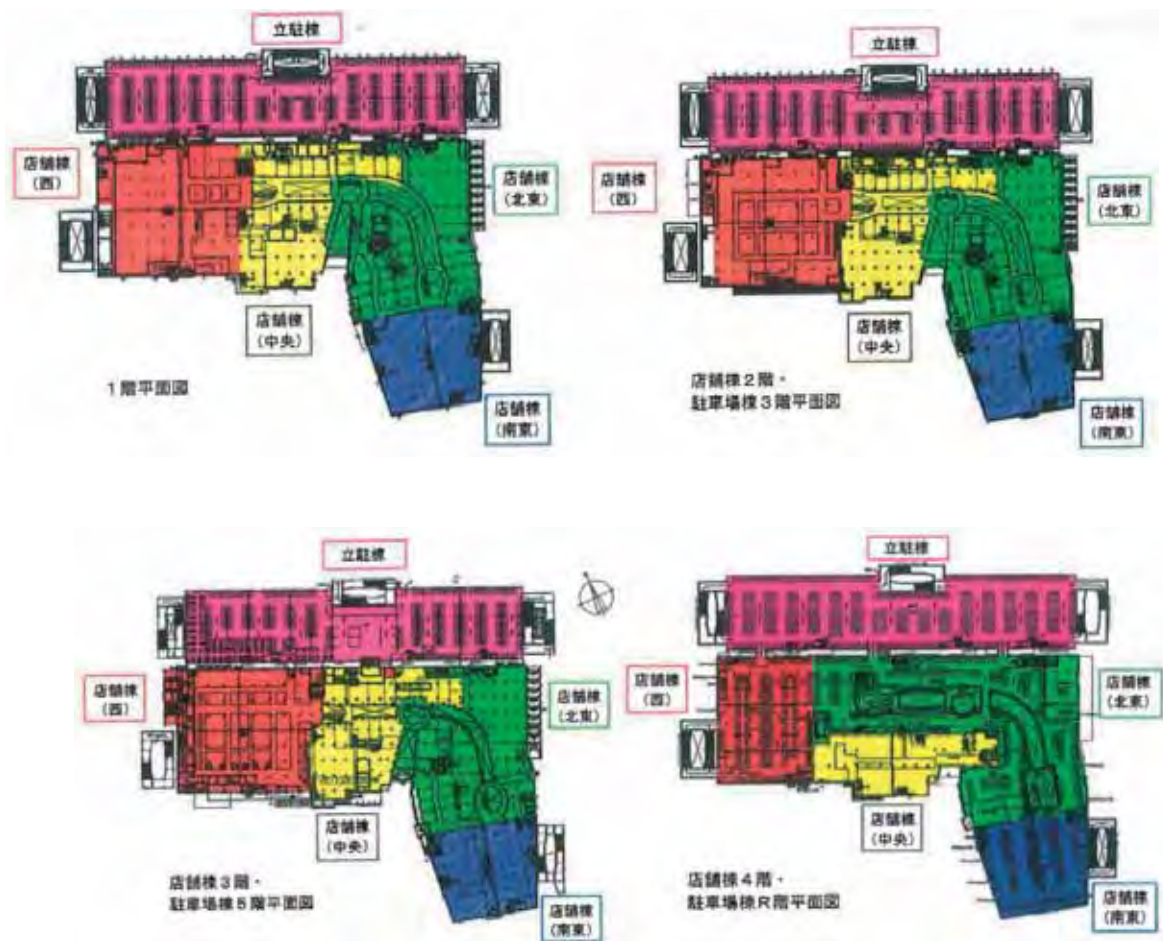 立駐棟
店舗棟
(西)
店舗棟
(北東)
店舗棟
(中央)
1階平面図
店舗棟
(南東)
立駐棟
店舗棟
(西)
店舗棟
(北東)
店舗棟
(中央)
店舗棟2階・
駐車場棟3階平面図
店舗棟
(南東)
立駐棟
店舗棟
(西)
店舗棟
(北東)
店舗棟
(中央)
店舗棟3階・
駐車場棟5階平面図
店舗棟
(南東)
立駐棟
店舗棟
(西)
店舗棟
(北東)
店舗棟
(中央)
店舗棟4階・
駐車場棟R階平面図
店舗棟
(南東)